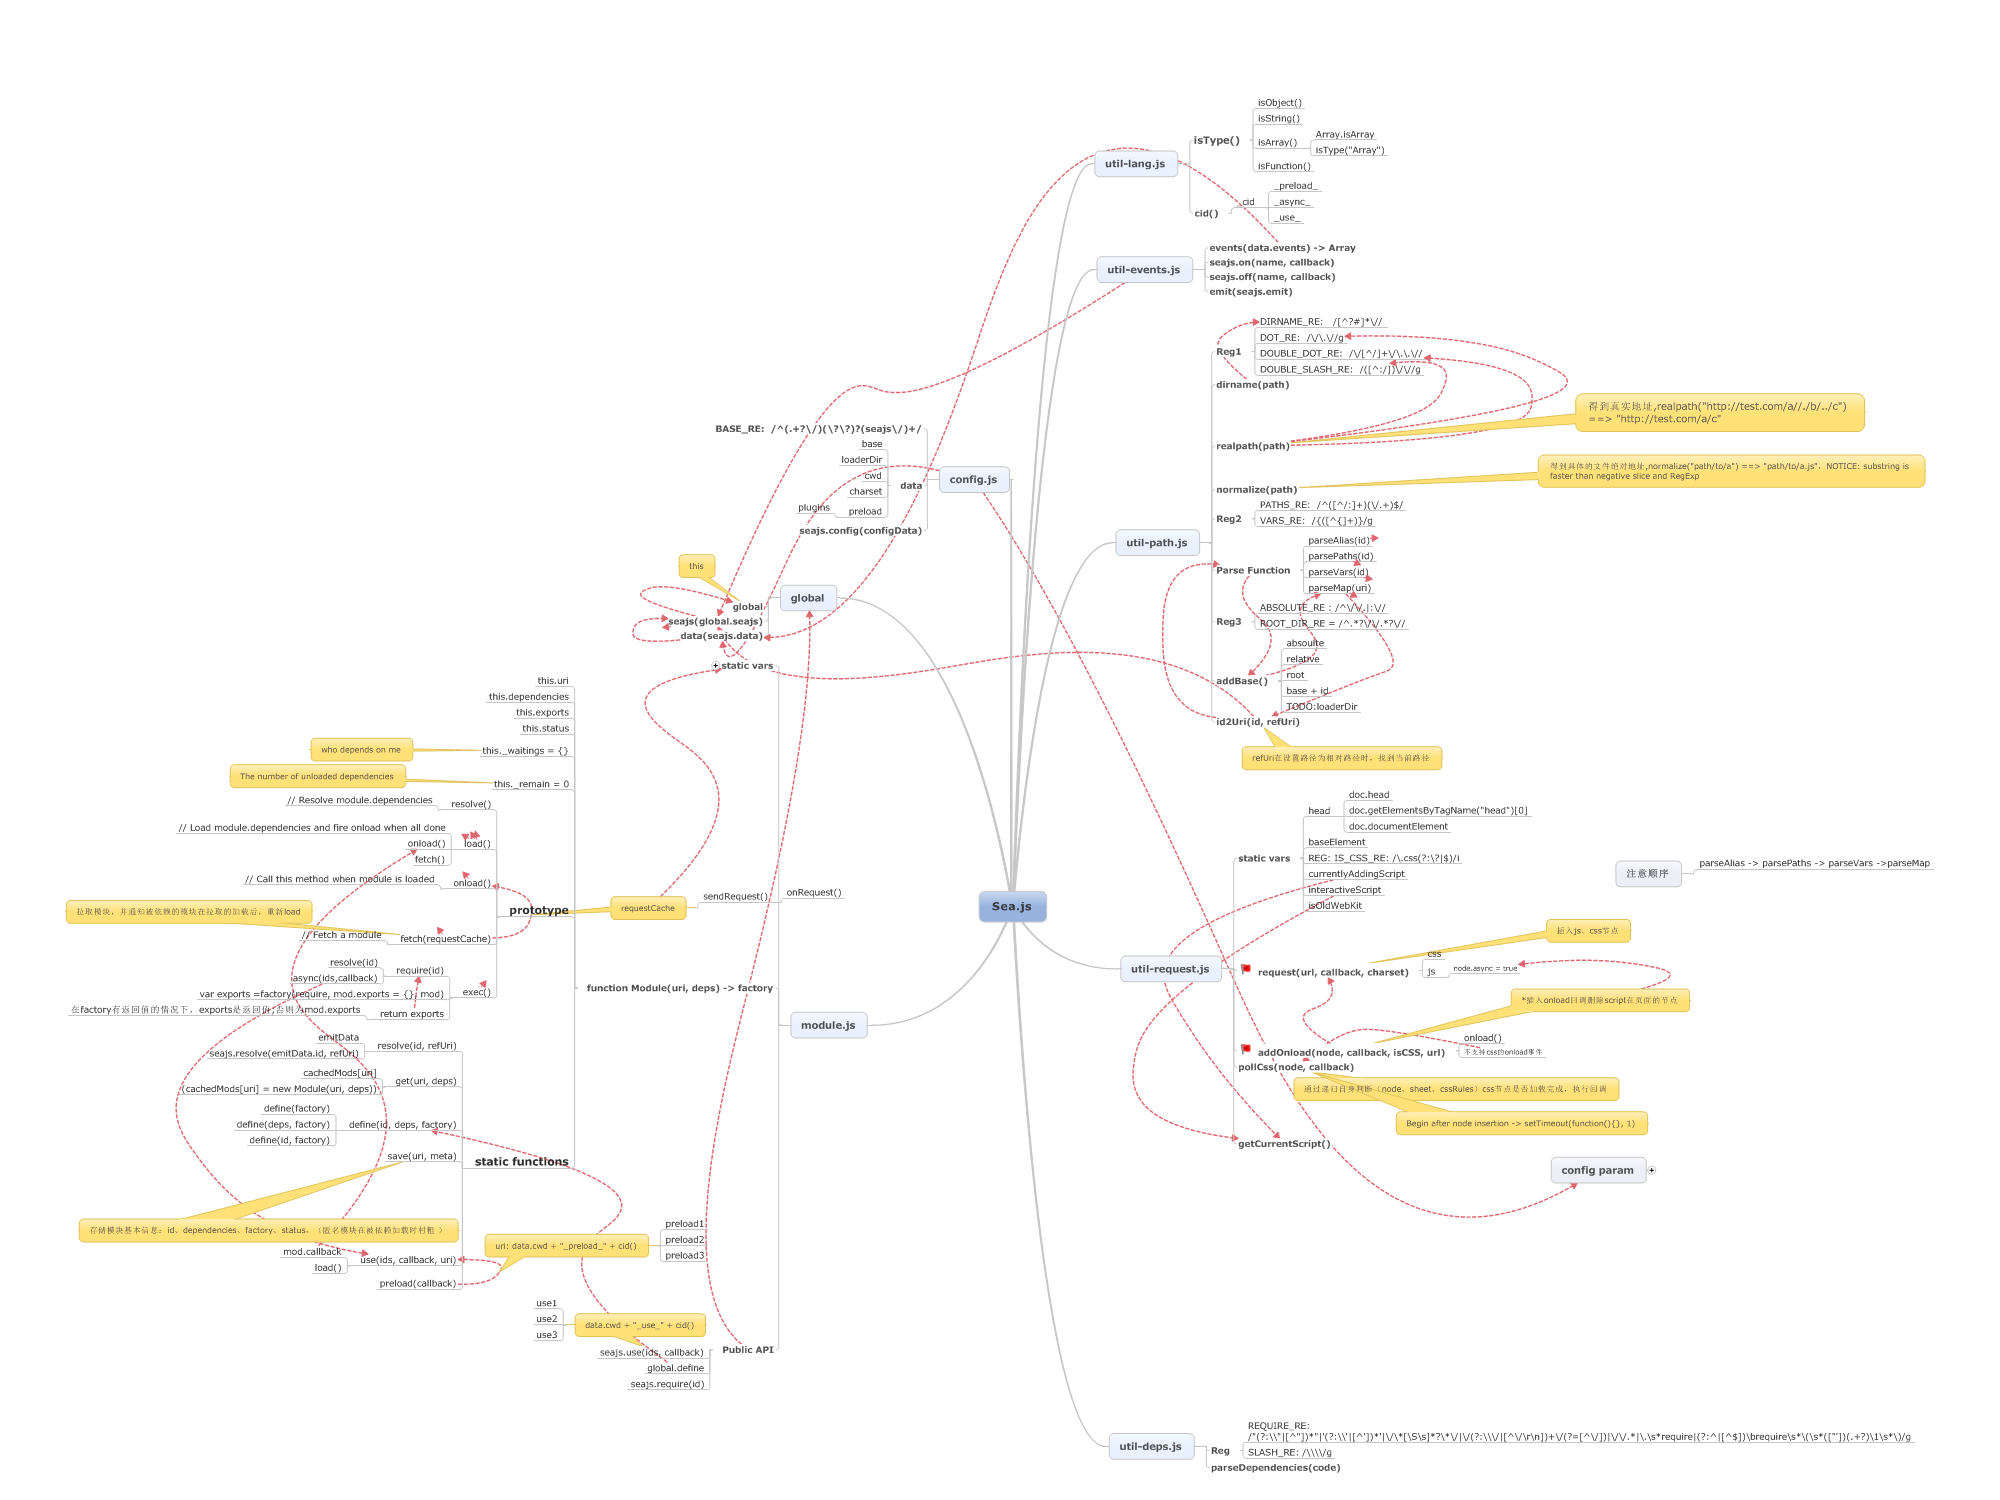 Sea.js
util-lang.js
isType()
isObject()
isString()
isArray()
Array.isArray
isType("Array")
isFunction()
cid()
cid
_preload_
_async_
_use_
util-events.js
events(data.events) -> Array
seajs.on(name, callback)
seajs.off(name, callback)
emit(seajs.emit)
util-path.js
Reg1
DIRNAME_RE:   /[^?#]*\//
DOT_RE:  /\/\.\//g
DOUBLE_DOT_RE:  /\/[^/]+\/\.\.\//
DOUBLE_SLASH_RE:  /([^:/])\/\//g
dirname(path)
realpath(path)
得到真实地址,realpath("http://test.com/a//./b/../c")
==> "http://test.com/a/c"
normalize(path)
得到具体的文件绝对地址,normalize("path/to/a") ==> "path/to/a.js"．NOTICE: substring is
faster than negative slice and RegExp
Reg2
PATHS_RE:  /^([^/:]+)(\/.+)$/
VARS_RE:  /{([^{]+)}/g
Parse Function
parseAlias(id)
parsePaths(id)
parseVars(id)
parseMap(uri)
Reg3
ABSOLUTE_RE : /^\/\/.|:\//
ROOT_DIR_RE = /^.*?\/\/.*?\//
addBase()
absoulte
relative
root
base + id
TODO:loaderDir
id2Uri(id, refUri)
refUri在设置路径为相对路径时，找到当前路径
util-request.js
static vars
head
doc.head
doc.getElementsByTagName("head")[0]
doc.documentElement
baseElement
REG: IS_CSS_RE: /\.css(?:\?|$)/i
currentlyAddingScript
interactiveScript
isOldWebKit
request(url, callback, charset)
css
js
node.async = true
插入js、css节点
*插入onload回调删除script在页面的节点
addOnload(node, callback, isCSS, url)
onload()
不支持css的onload事件
pollCss(node, callback)
通过递归自身判断（node、sheet、cssRules）css节点是否加载完成，执行回调
Begin after node insertion -> setTimeout(function(){}, 1)
getCurrentScript()
注意顺序
parseAlias -> parsePaths -> parseVars ->parseMap
config param
util-deps.js
Reg
REQUIRE_RE:
/"(?:\\"|[^"])*"|'(?:\\'|[^'])*'|\/\*[\S\s]*?\*\/|\/(?:\\\/|[^\/\r\n])+\/(?=[^\/])|\/\/.*|\.\s*require|(?:^|[^$])\brequire\s*\(\s*(["'])(.+?)\1\s*\)/g
SLASH_RE: /\\\\/g
parseDependencies(code)
config.js
BASE_RE:  /^(.+?\/)(\?\?)?(seajs\/)+/
data
base
loaderDir
cwd
charset
preload
plugins
seajs.config(configData)
global
this
global
seajs(global.seajs)
data(seajs.data)
module.js
static vars
function Module(uri, deps) -> factory
this.uri
this.dependencies
this.exports
this.status
this._waitings = {}
who depends on me
this._remain = 0
The number of unloaded dependencies
prototype
resolve()
// Resolve module.dependencies
load()
// Load module.dependencies and fire onload when all done
onload()
fetch()
onload()
// Call this method when module is loaded
fetch(requestCache)
// Fetch a module
拉取模块，并通知被依赖的模块在拉取的加载后，重新load
requestCache
sendRequest()
onRequest()
exec()
require(id)
resolve(id)
async(ids,callback)
var exports =factory(require, mod.exports = {}, mod)
return exports
在factory有返回值的情况下，exports是返回值,否则为mod.exports
static functions
resolve(id, refUri)
emitData
seajs.resolve(emitData.id, refUri)
get(uri, deps)
cachedMods[uri]
(cachedMods[uri] = new Module(uri, deps))
define(id, deps, factory)
define(factory)
define(deps, factory)
define(id, factory)
save(uri, meta)
存储模块基本信息：id、dependencies、factory、status，（匿名模块在被依赖加载时村粗 ）
use(ids, callback, uri)
mod.callback
load()
preload(callback)
uri: data.cwd + "_preload_" + cid()
preload1
preload2
preload3
Public API
seajs.use(ids, callback)
data.cwd + "_use_" + cid()
use1
use2
use3
global.define
seajs.require(id)